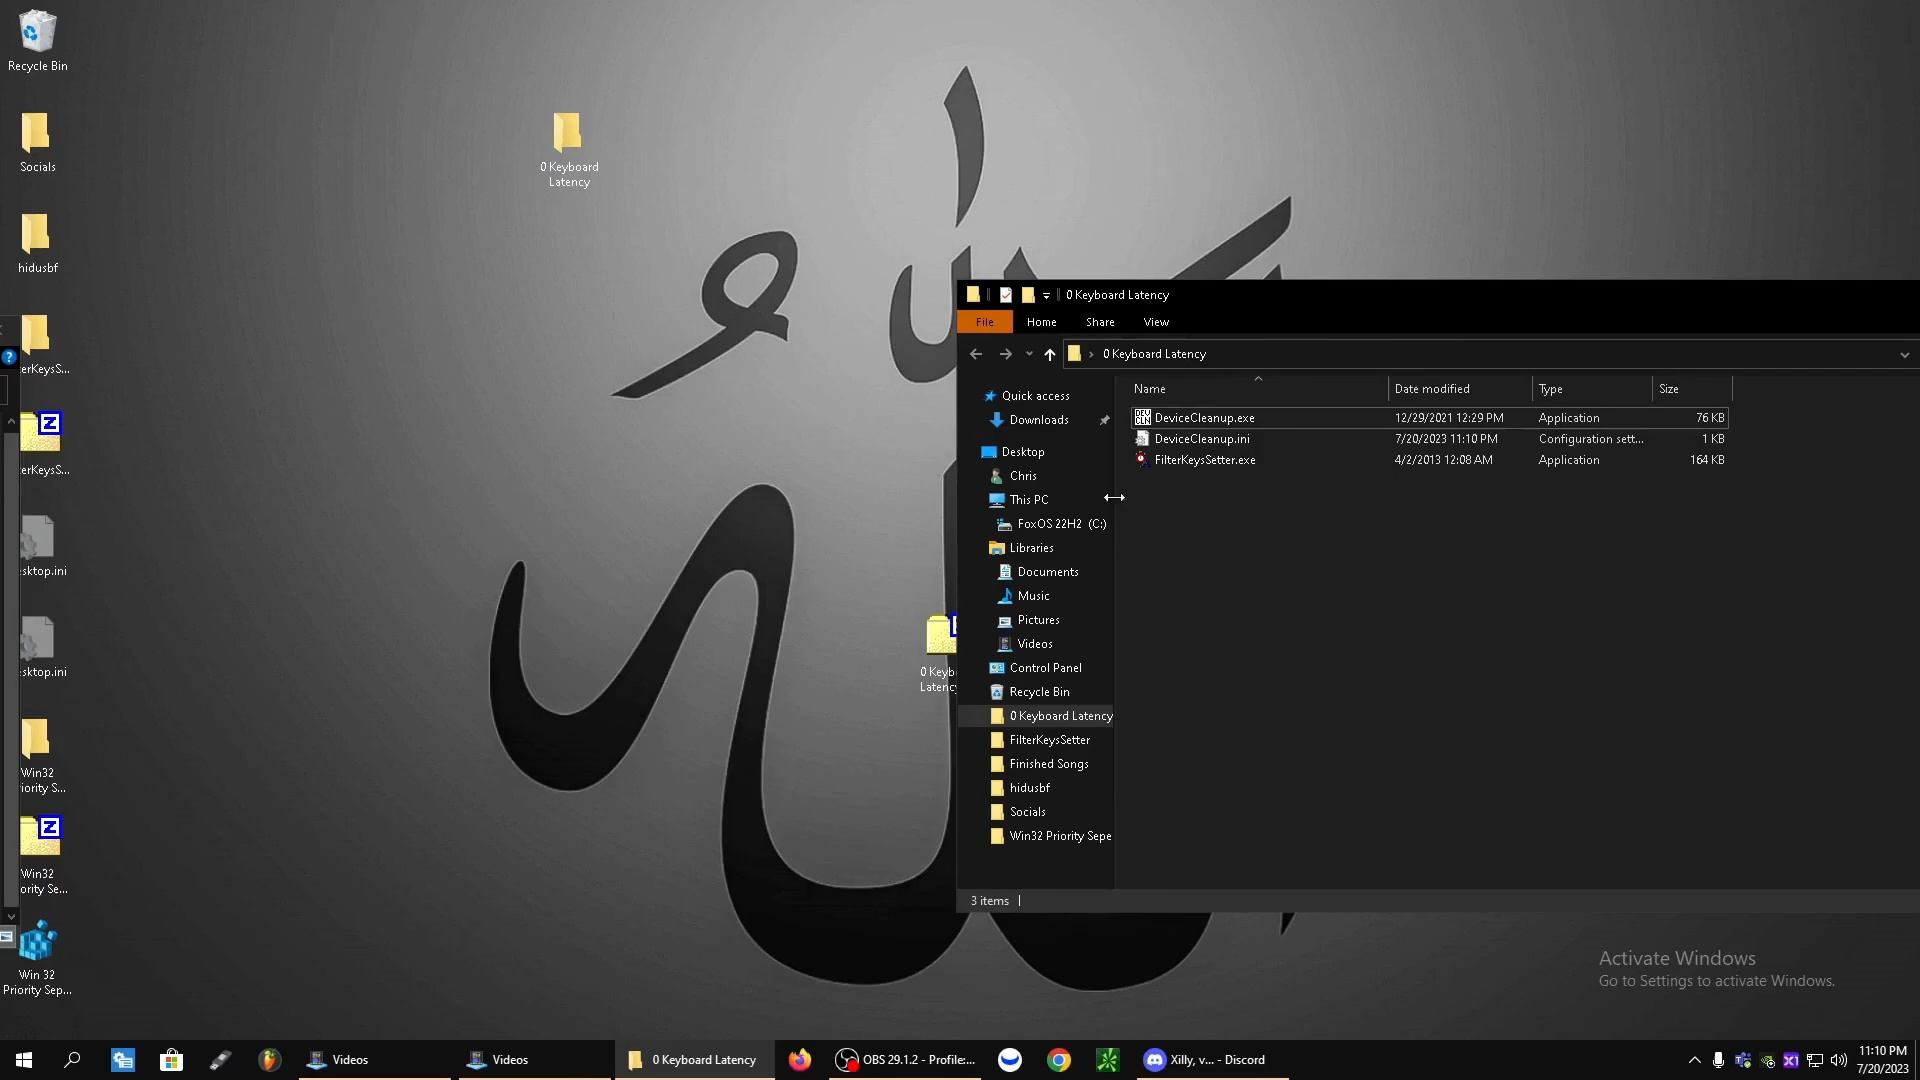 Recycle Bin
Socials
hidusbf
erKeysS...
erKeysS...
sktop.ini
sktop.ini
Win32
iority S...
Win32
ority Se...
Win 32
Priority Sep...
0 Keyboard
Latency
0 Keyb
Latency
0 Keyboard Latency
File Home Share View
0 Keyboard Latency
Name Date modified Type Size
DeviceCleanup.exe 12/29/2021 12:29 PM Application 76 KB
DeviceCleanup.ini 7/20/2023 11:10 PM Configuration sett... 1 KB
FilterKeysSetter.exe 4/2/2013 12:08 AM Application 164 KB
Quick access
Downloads
Desktop
Chris
This PC
FoxOS 22H2 (C:)
Libraries
Documents
Music
Pictures
Videos
Control Panel
Recycle Bin
0 Keyboard Latency
FilterKeysSetter
Finished Songs
hidusbf
Socials
Win32 Priority Sepe
3 items
Activate Windows
Go to Settings to activate Windows.
Videos
Videos
0 Keyboard Latency
OBS 29.1.2 - Profile:...
Xilly, v... - Discord
11:10 PM
7/20/2023